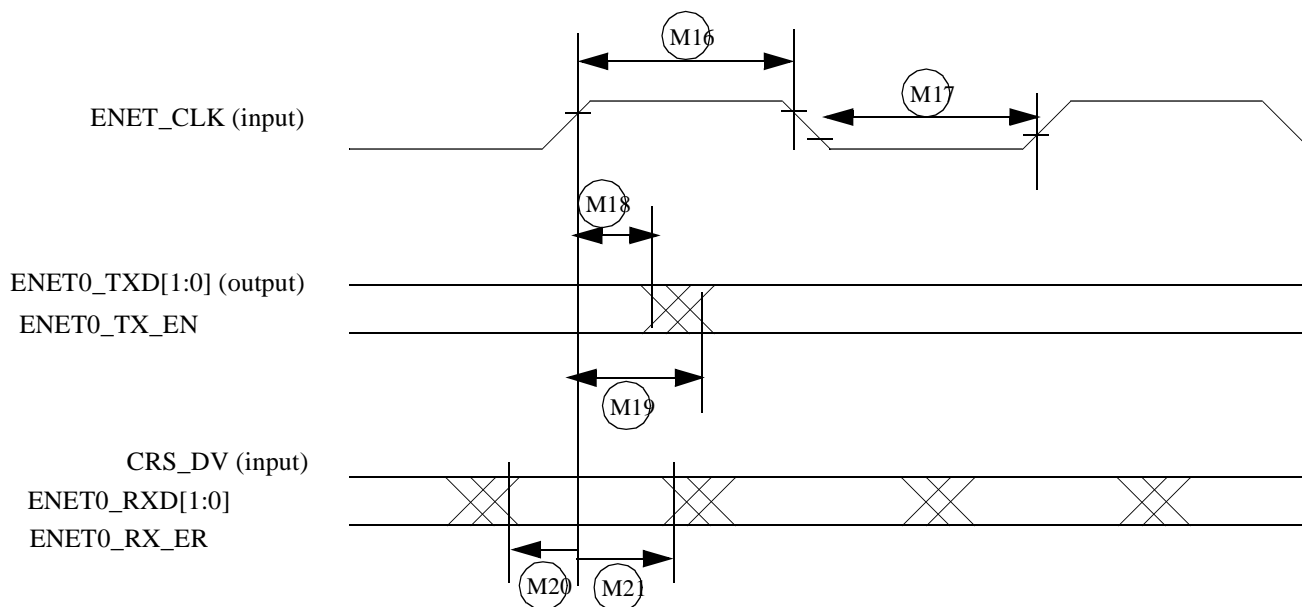 M16
M17
ENET_CLK (input)
M18
ENET0_TXD[1:0] (output)
ENET0_TX_EN
M19
CRS_DV (input)
ENET0_RXD[1:0]
ENET0_RX_ER
M20
M21